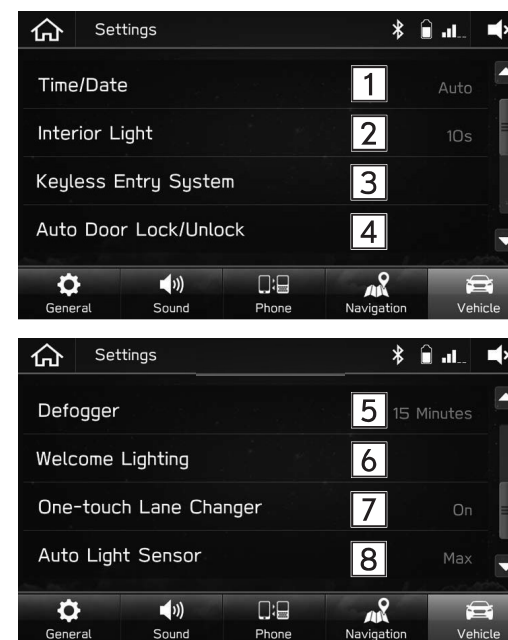 Settings
Time/Date 1 Auto
Interior Light 2 10s
Keyless Entry System 3
Auto Door Lock/Unlock 4
General Sound Phone Navigation Vehicle
Settings
Defogger 5 15 Minutes
Welcome Lighting 6
One-touch Lane Changer 7 On
Auto Light Sensor 8 Max
General Sound Phone Navigation Vehicle